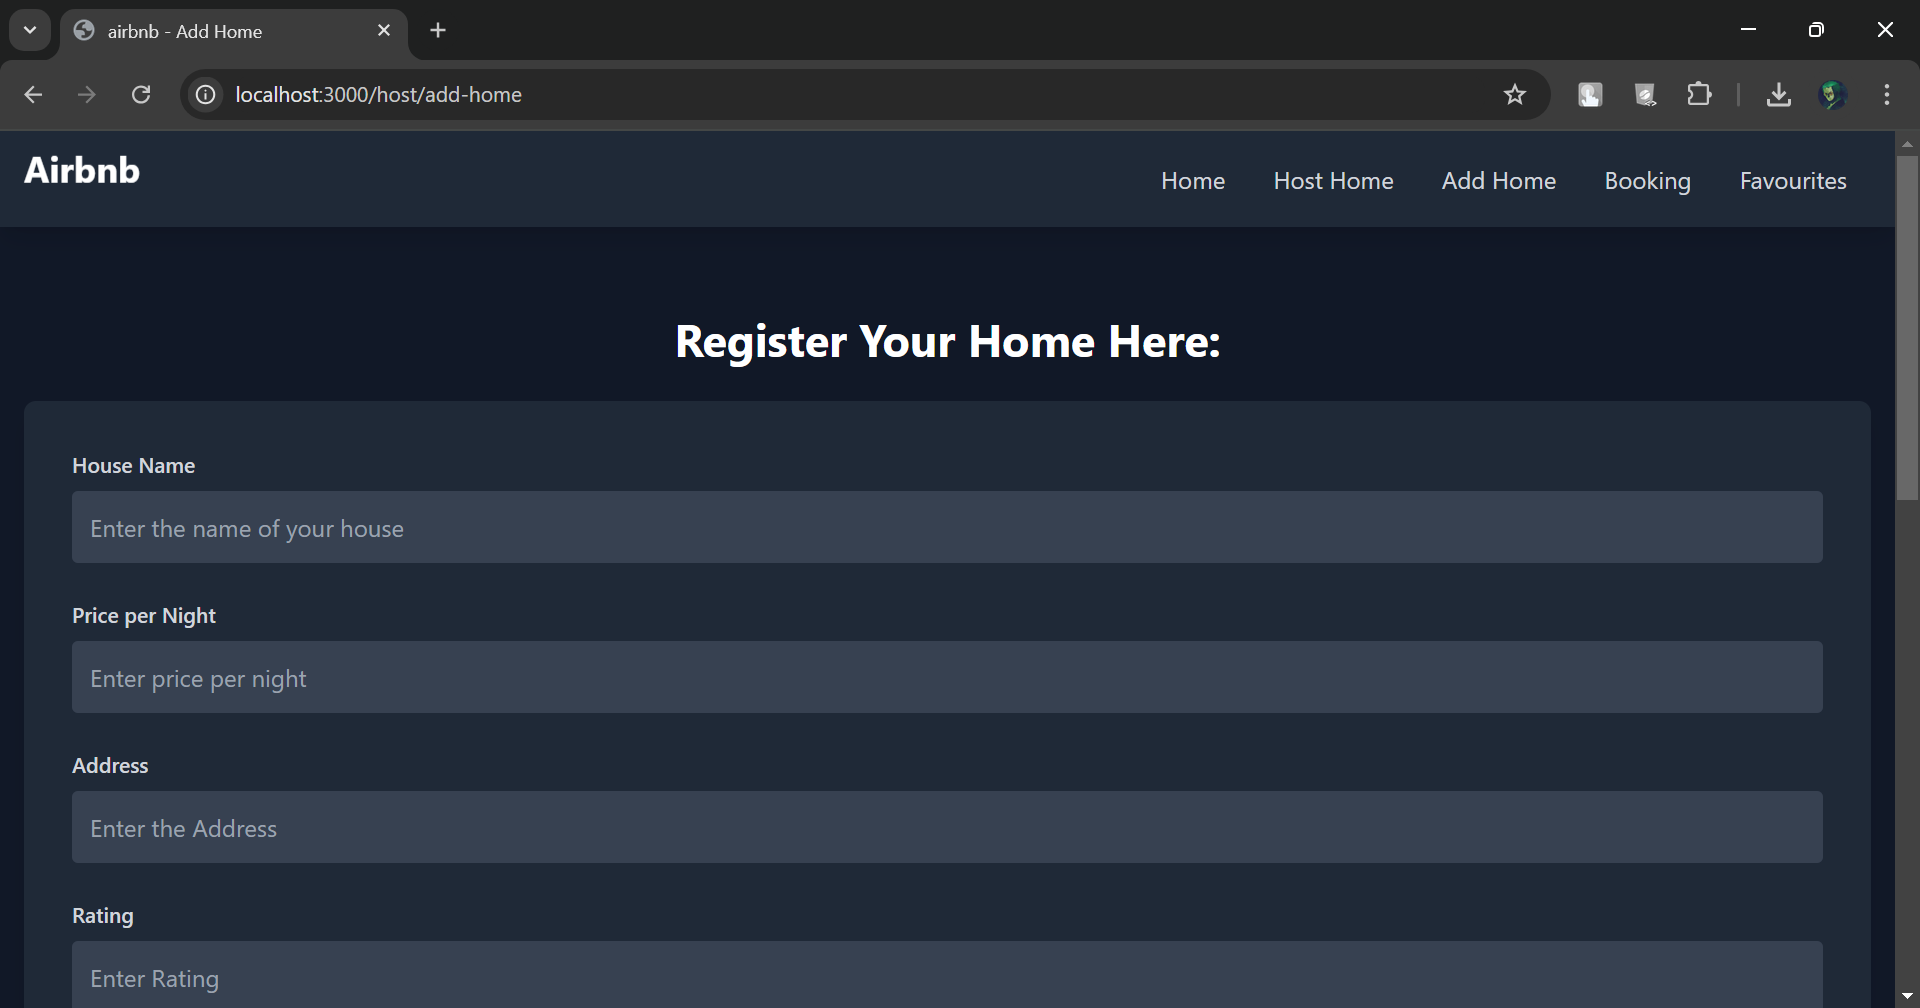 airbnb - Add Home
localhost:3000/host/add-home
Airbnb
Home Host Home Add Home Booking Favourites
Register Your Home Here:
House Name
Enter the name of your house
Price per Night
Enter price per night
Address
Enter the Address
Rating
Enter Rating